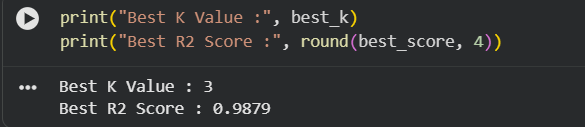 print("Best K Value :", best_k)
print("Best R2 Score :", round(best_score, 4))
Best K Value : 3
Best R2 Score : 0.9879